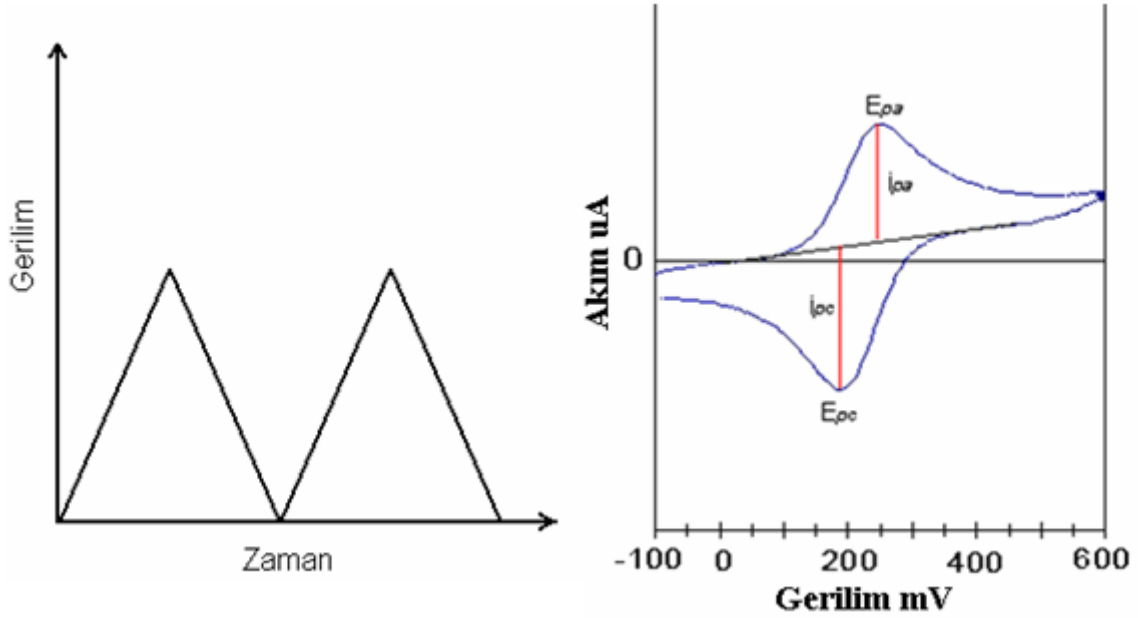 Gerilim
Zaman
Akım uA
0
Epa
ipa
ipc
Epc
-100 0 200 400 600
Gerilim mV